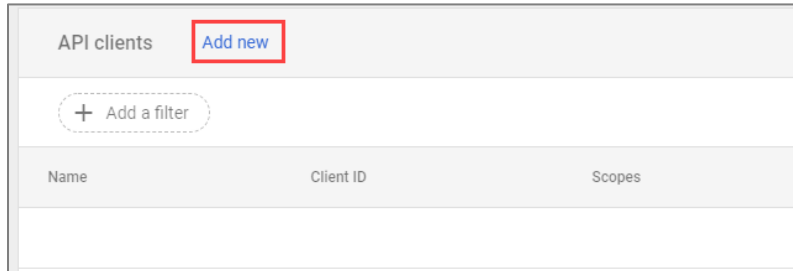 API clients Add new
+ Add a filter
Name Client ID Scopes